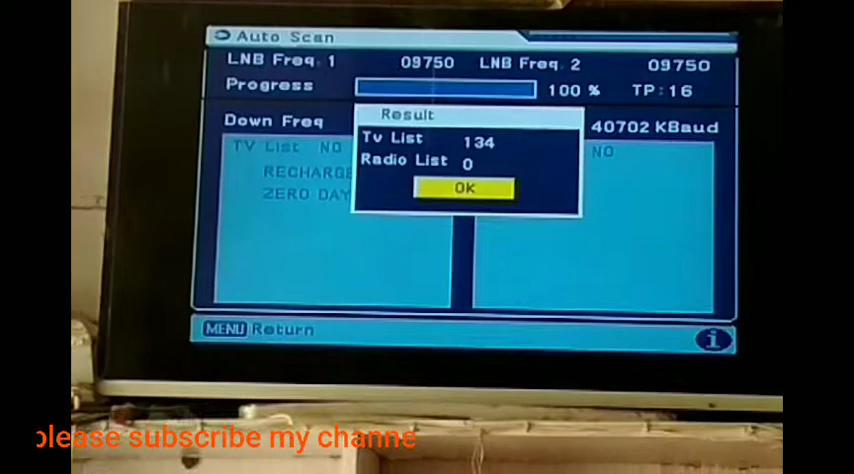 Auto Scan
LNB Freq. 1 09750 LNB Freq. 2 09750
Progress 100 % TP:16
Down Freq 40702 KBaud
Result
Tv List 134
Radio List 0
OK
TV List NO
RECHARGE
ZERO DAY
NO
MENU Return
i
please subscribe my channe